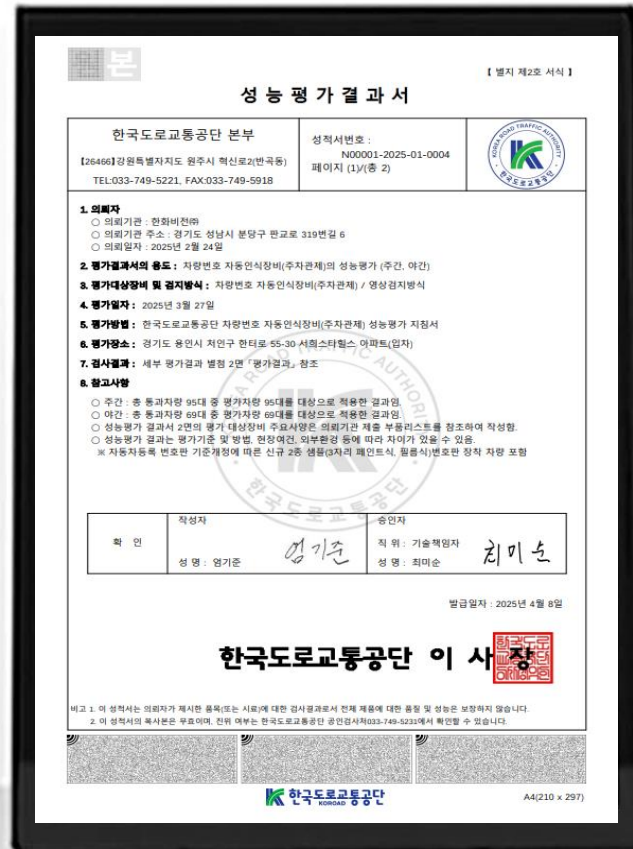 본
【 별지 제2호 서식 】
성 능 평 가 결 과 서
한국도로교통공단 본부
【26466】강원특별자치도 원주시 혁신로2(반곡동)
TEL:033-749-5221, FAX:033-749-5918
성적서번호 :
N00001-2025-01-0004
페이지 (1)/(총 2)
KOREA ROAD TRAFFIC AUTHORITY
한국도로교통공단
1. 의뢰자
○ 의뢰기관 : 한화비전㈜
○ 의뢰기관 주소 : 경기도 성남시 분당구 판교로 319번길 6
○ 의뢰일자 : 2025년 2월 24일
2. 평가결과서의 용도 : 차량번호 자동인식장비(주차관제)의 성능평가 (주간, 야간)
3. 평가대상장비 및 검지방식 : 차량번호 자동인식장비(주차관제) / 영상검지방식
4. 평가일자 : 2025년 3월 27일
5. 평가방법 : 한국도로교통공단 차량번호 자동인식장비(주차관제) 성능평가 지침서
6. 평가장소 : 경기도 용인시 처인구 한터로 55-30 서희스타힐스 아파트(입차)
7. 검사결과 : 세부 평가결과 별첨 2면「평가결과」참조
8. 참고사항
○ 주간 : 총 통과차량 95대 중 평가차량 95대를 대상으로 적용한 결과임.
○ 야간 : 총 통과차량 69대 중 평가차량 69대를 대상으로 적용한 결과임.
○ 성능평가 결과서 2면의 평가 대상장비 주요사양은 의뢰기관 제출 부품리스트를 참조하여 작성함.
○ 성능평가 결과는 평가기준 및 방법, 현장여건, 외부환경 등에 따라 차이가 있을 수 있음.
※ 자동차등록 번호판 기준개정에 따른 신규 2종 샘플(3자리 페인트식, 필름식)번호판 장착 차량 포함
확 인
작성자
성 명 : 엄기준
엄기준
승인자
직 위 : 기술책임자
성 명 : 최미순
최미순
발급일자 : 2025년 4월 8일
한국도로교통공단 이 사 장
비고 1. 이 성적서는 의뢰자가 제시한 품목(또는 시료)에 대한 검사결과로서 전체 제품에 대한 품질 및 성능은 보장하지 않습니다.
2. 이 성적서의 복사본은 무효이며, 진위 여부는 한국도로교통공단 공인검사처033-749-5231에서 확인할 수 있습니다.
한국도로교통공단
KOROAD
A4(210 x 297)